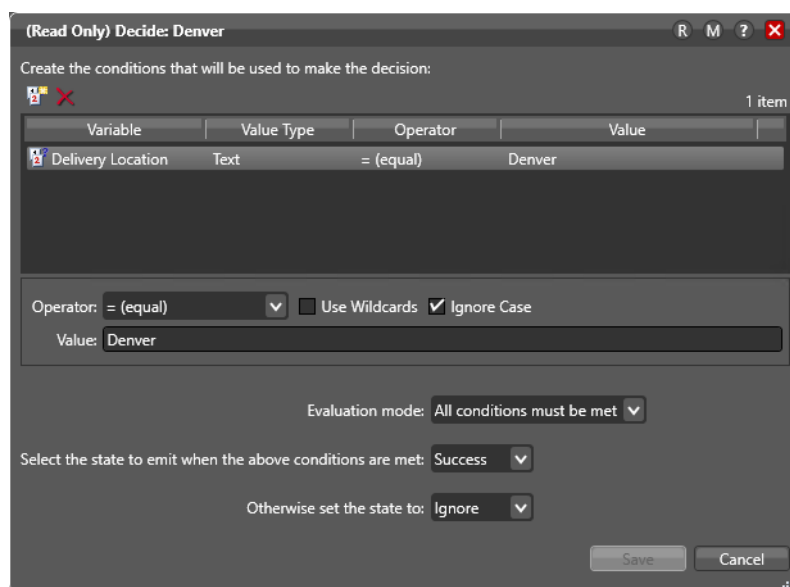 (Read Only) Decide: Denver R M ?
Create the conditions that will be used to make the decision:
1 item
Variable Value Type Operator Value
Delivery Location Text = (equal) Denver
Operator: = (equal) Use Wildcards Ignore Case
Value: Denver
Evaluation mode: All conditions must be met
Select the state to emit when the above conditions are met: Success
Otherwise set the state to: Ignore
Save Cancel